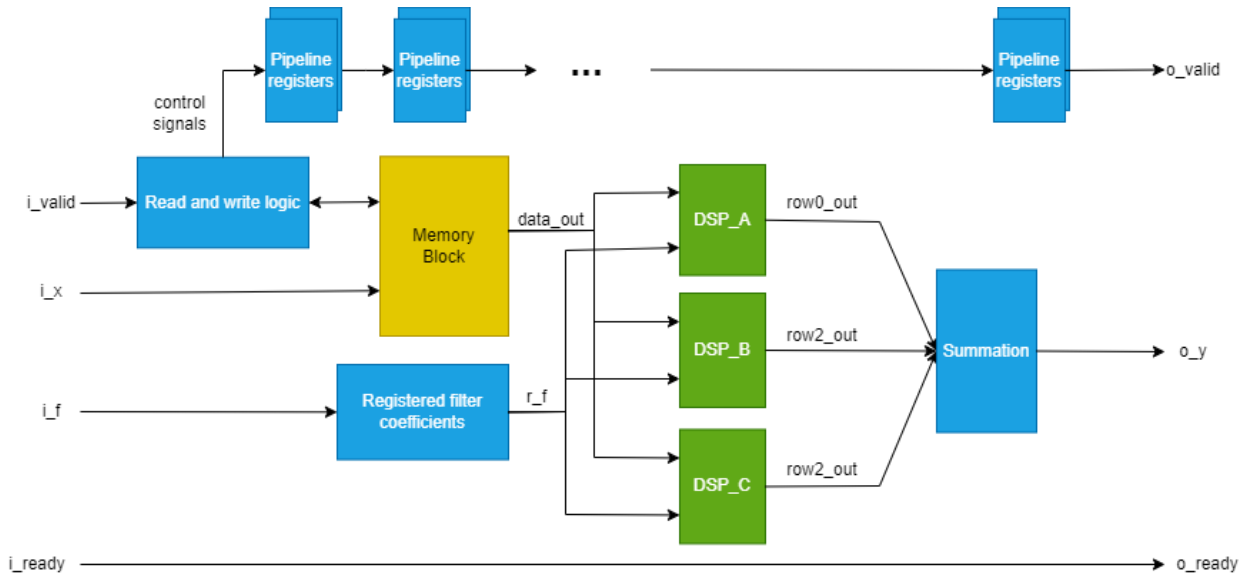 Pipeline
registers
Pipeline
registers
...
Pipeline
registers
o_valid
control
signals
i_valid
Read and write logic
Memory
Block
data_out
DSP_A
row0_out
i_x
DSP_B
row2_out
Summation
o_y
i_f
Registered filter
coefficients
r_f
DSP_C
row2_out
i_ready
o_ready